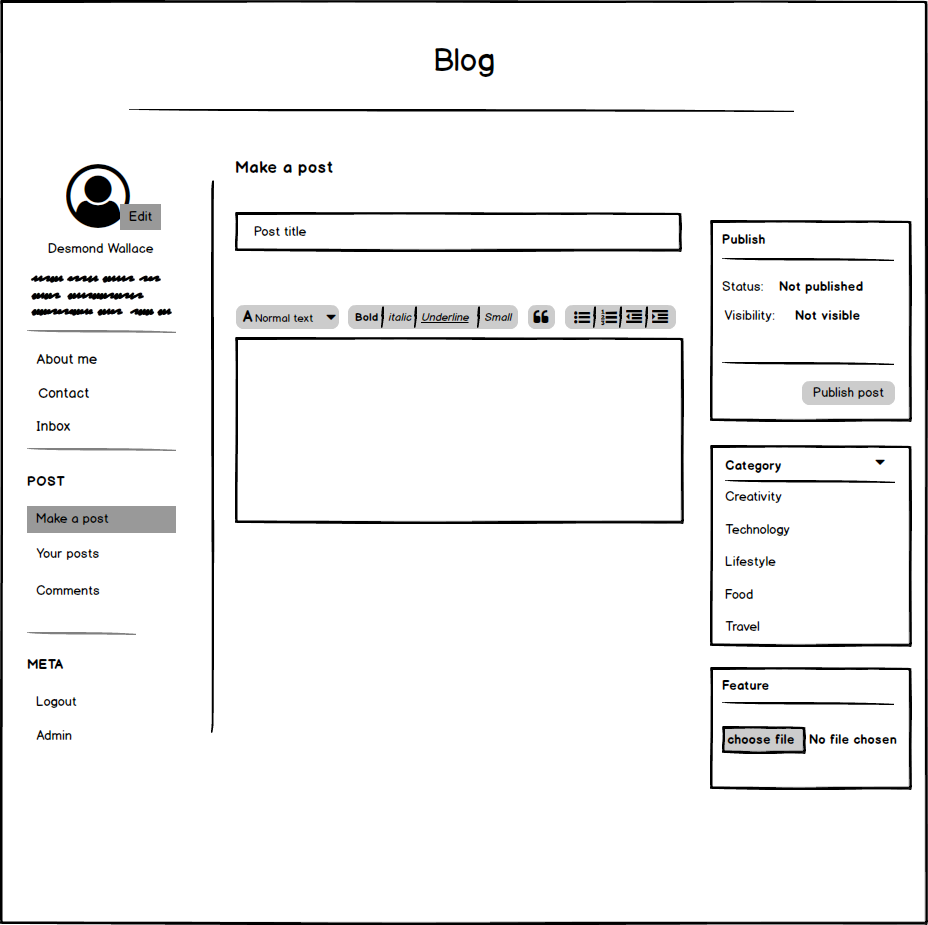 Blog
Edit
Desmond Wallace
About me
Contact
Inbox
POST
Make a post
Your posts
Comments
META
Logout
Admin
Make a post
Post title
A Normal text
Bold italic Underline Small
Publish
Status: Not published
Visibility: Not visible
Publish post
Category
Creativity
Technology
Lifestyle
Food
Travel
Feature
choose file No file chosen